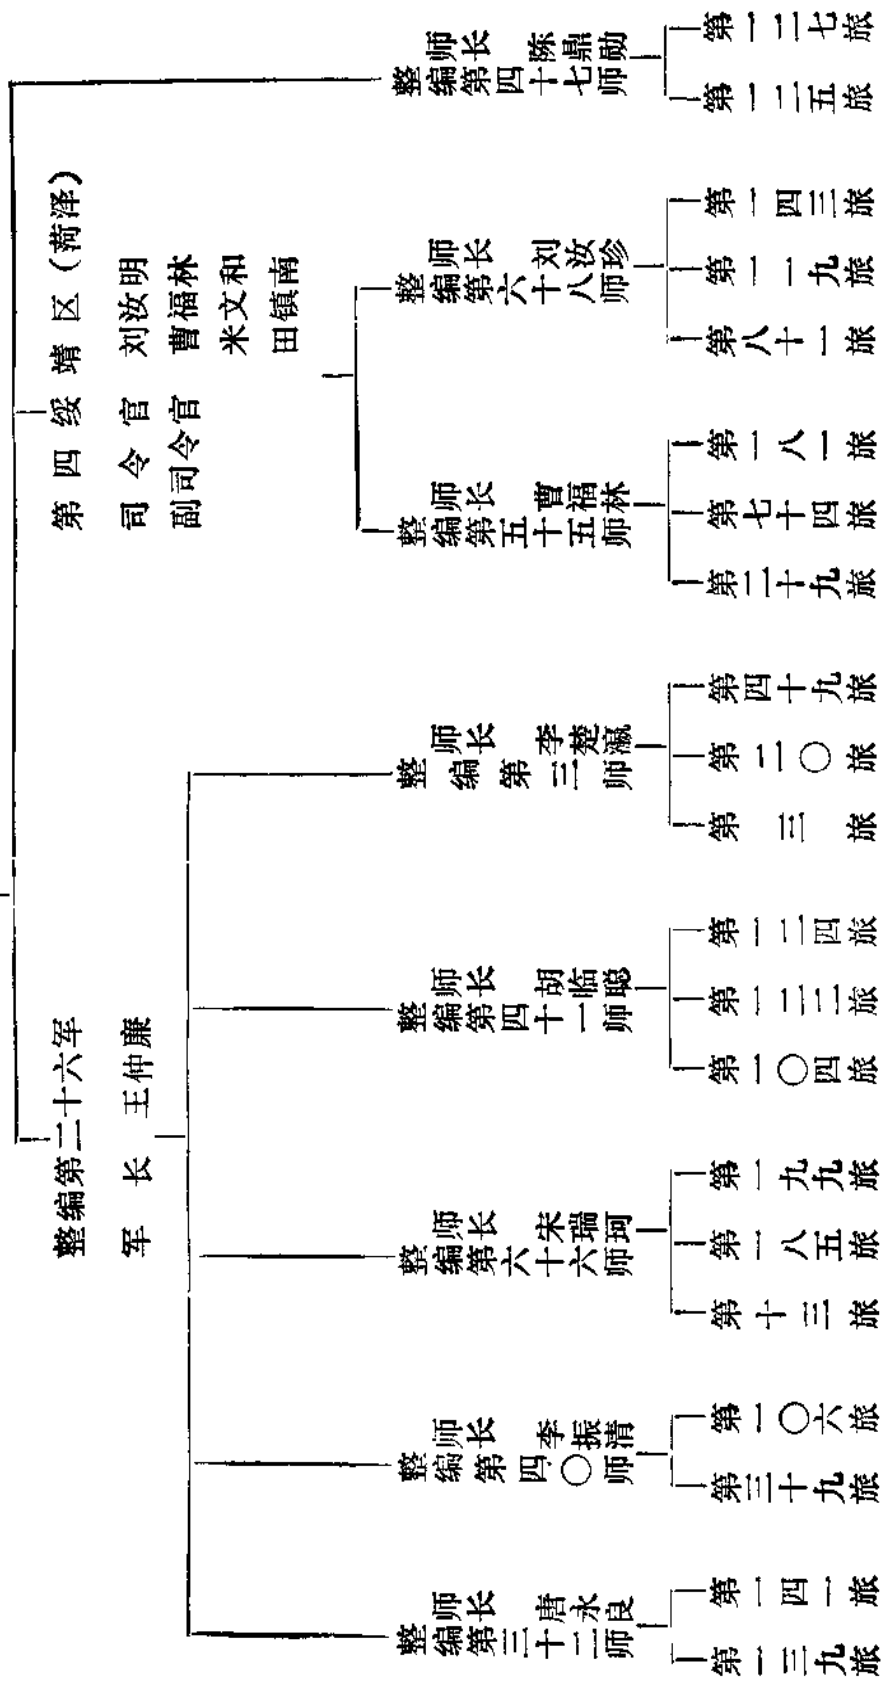 整编第四十七师
师长 陈鼎勋
第一二七旅
第一二五旅
第四绥靖区（菏泽）
司令官 刘汝明
副司令官 曹福林
米文和
田镇南
整编第六十八师
师长 刘汝珍
第一四三旅
第一一九旅
第八十一旅
整编第五十五师
师长 曹福林
第一八一旅
第七十四旅
第二十九旅
整编第二十六军
军长 王仲廉
整编第三师
师长 李楚瀛
第四十九旅
第二〇旅
第三旅
整编第四十一师
师长 胡临聪
第一二四旅
第一二二旅
第一〇四旅
整编第六十六师
师长 宋瑞珂
第一九九旅
第一八五旅
第十三旅
整编第四〇师
师长 李振清
第一〇六旅
第三十九旅
整编第三十二师
师长 唐永良
第一四一旅
第一三九旅